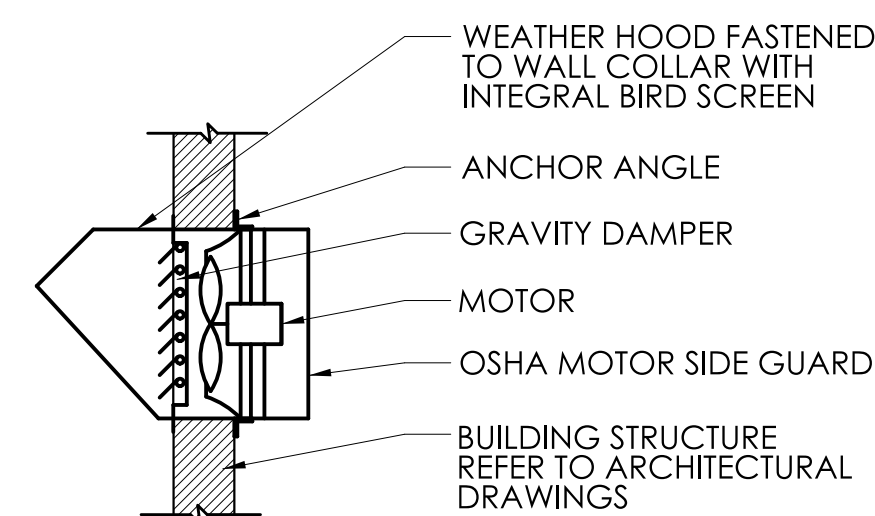 WEATHER HOOD FASTENED
TO WALL COLLAR WITH
INTEGRAL BIRD SCREEN
ANCHOR ANGLE
GRAVITY DAMPER
MOTOR
OSHA MOTOR SIDE GUARD
BUILDING STRUCTURE
REFER TO ARCHITECTURAL
DRAWINGS